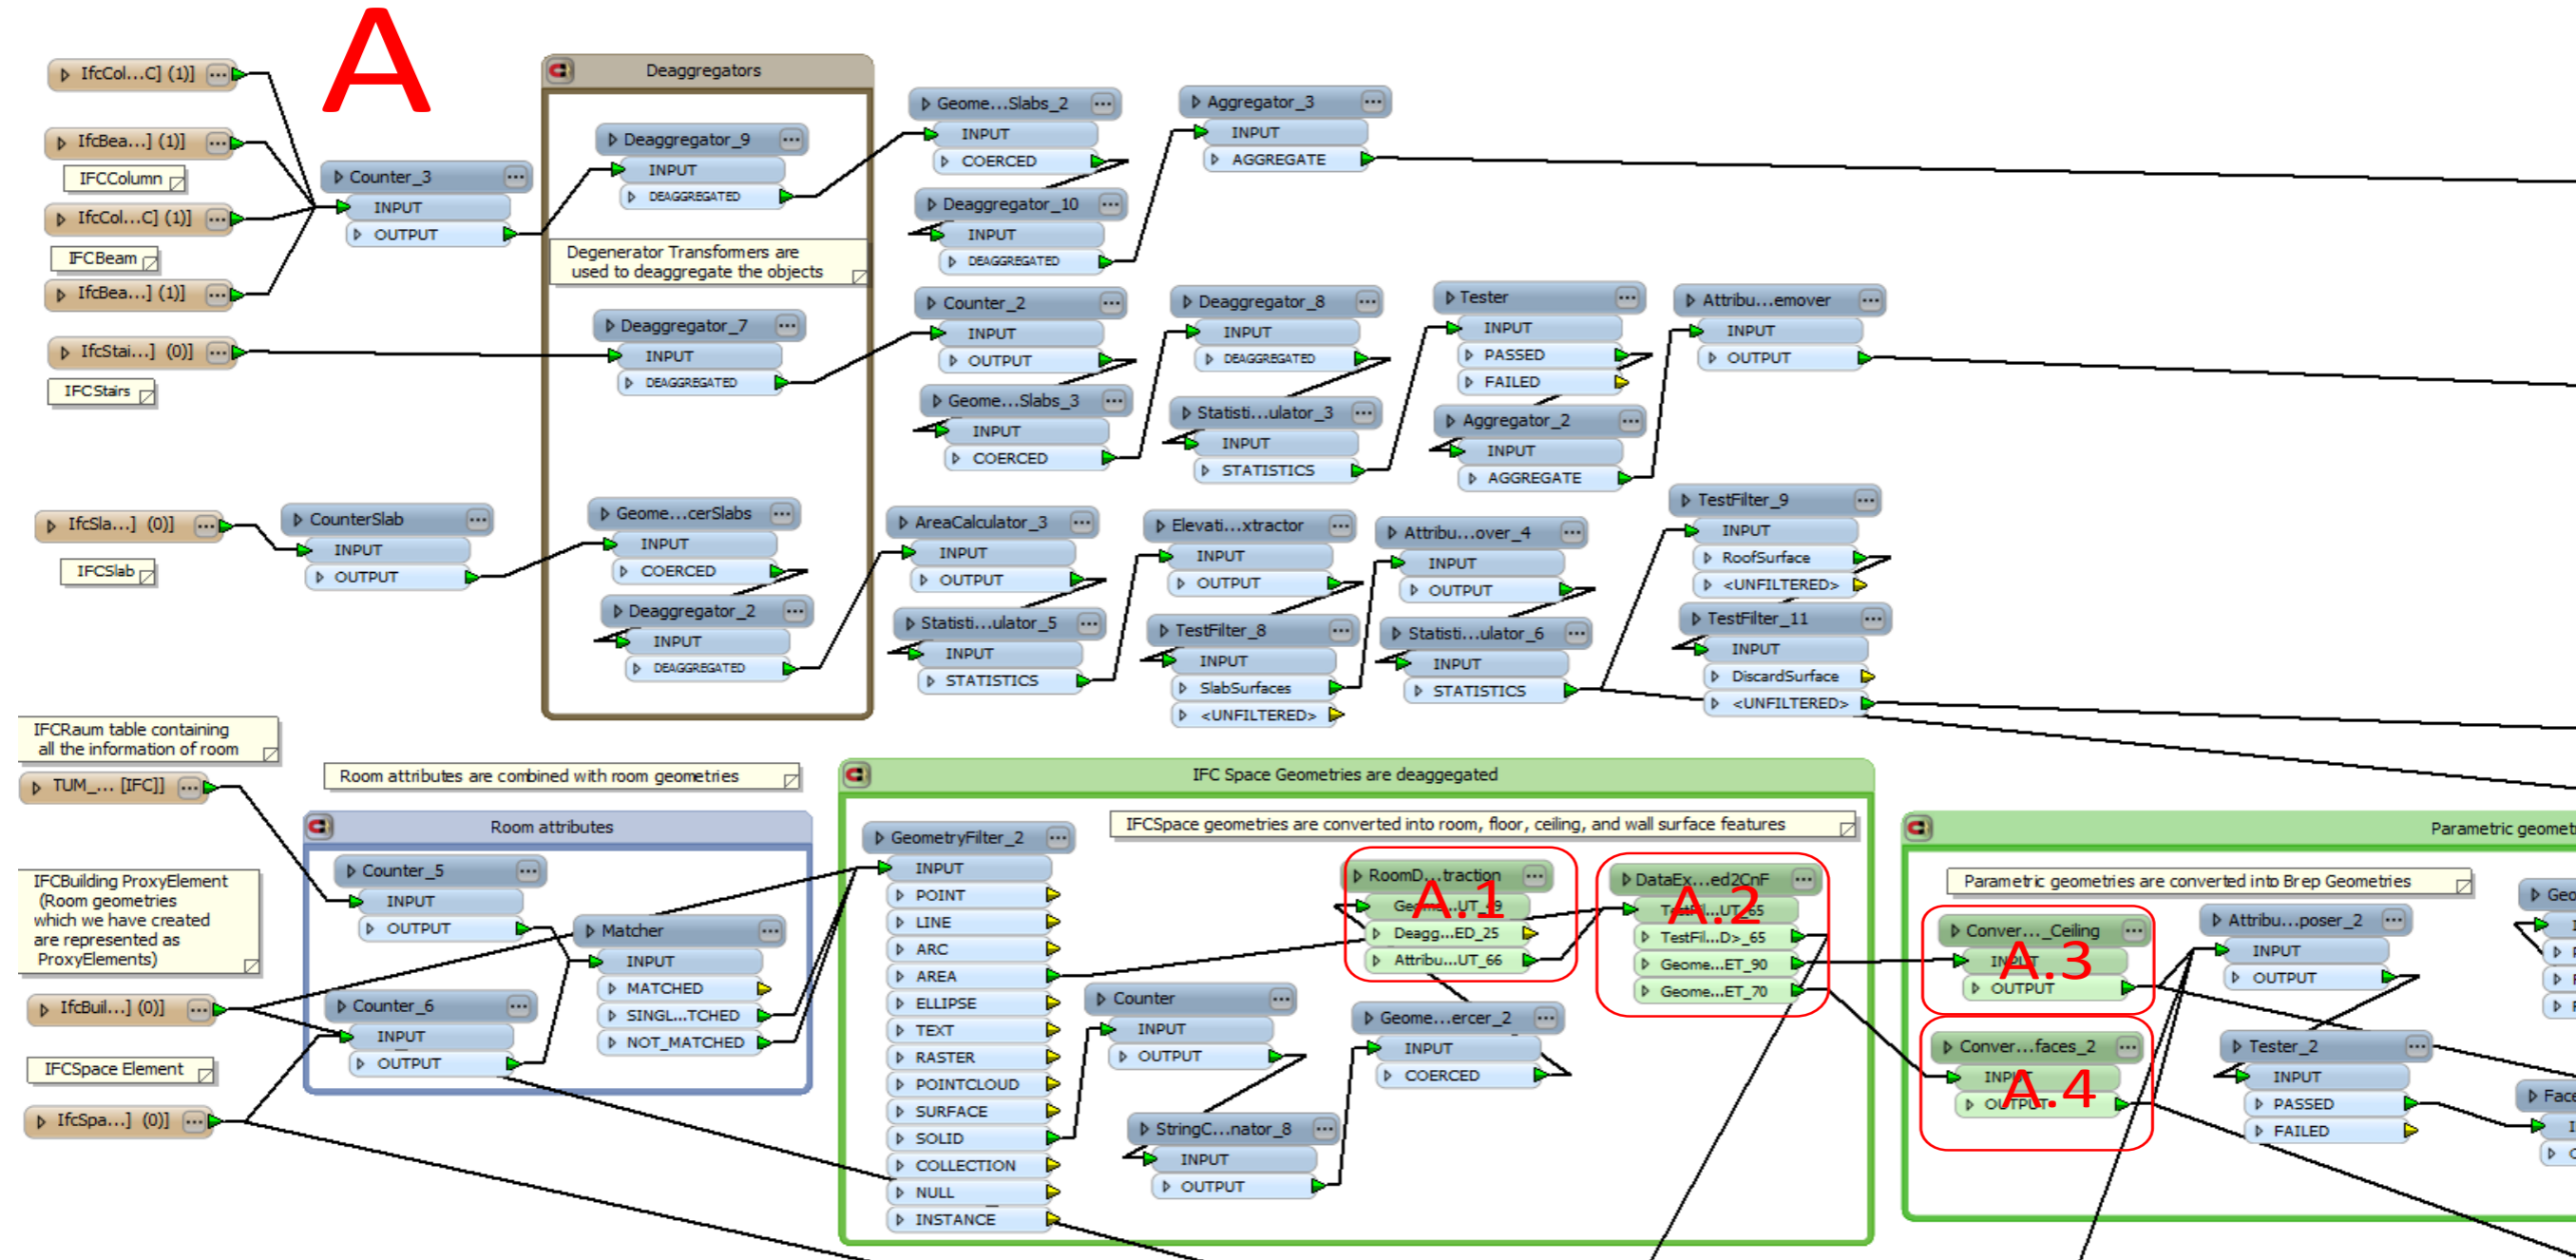 A
IfcCol...C] (1)]
IfcBea...] (1)]
IFCColumn
IfcCol...C] (1)]
IFCBeam
IfcBea...] (1)]
Counter_3
INPUT
OUTPUT
IfcStai...] (0)]
IFCStairs
IfcSla...] (0)]
IFCSlab
CounterSlab
INPUT
OUTPUT
Deaggregators
Deaggregator_9
INPUT
DEAGGREGATED
Degenerator Transformers are
used to deaggregate the objects
Deaggregator_7
INPUT
DEAGGREGATED
Geome...cerSlabs
INPUT
COERCED
Deaggregator_2
INPUT
DEAGGREGATED
Geome...Slabs_2
INPUT
COERCED
Deaggregator_10
INPUT
DEAGGREGATED
Aggregator_3
INPUT
AGGREGATE
Counter_2
INPUT
OUTPUT
Geome...Slabs_3
INPUT
COERCED
Deaggregator_8
INPUT
DEAGGREGATED
Statisti...ulator_3
INPUT
STATISTICS
Tester
INPUT
PASSED
FAILED
Aggregator_2
INPUT
AGGREGATE
Attribu...emover
INPUT
OUTPUT
AreaCalculator_3
INPUT
OUTPUT
Statisti...ulator_5
INPUT
STATISTICS
Elevati...xtractor
INPUT
OUTPUT
TestFilter_8
INPUT
SlabSurfaces
<UNFILTERED>
Attribu...over_4
INPUT
OUTPUT
Statisti...ulator_6
INPUT
STATISTICS
TestFilter_9
INPUT
RoofSurface
<UNFILTERED>
TestFilter_11
INPUT
DiscardSurface
<UNFILTERED>
IFCRaum table containing
all the information of room
TUM_... [IFC]]
IFCBuilding ProxyElement
(Room geometries
which we have created
are represented as
ProxyElements)
IfcBuil...] (0)]
IFCSpace Element
IfcSpa...] (0)]
Room attributes are combined with room geometries
Room attributes
Counter_5
INPUT
OUTPUT
Counter_6
INPUT
OUTPUT
Matcher
INPUT
MATCHED
SINGL...TCHED
NOT_MATCHED
IFC Space Geometries are deaggegated
IFCSpace geometries are converted into room, floor, ceiling, and wall surface features
GeometryFilter_2
INPUT
POINT
LINE
ARC
AREA
ELLIPSE
TEXT
RASTER
POINTCLOUD
SURFACE
SOLID
COLLECTION
NULL
INSTANCE
Counter
INPUT
OUTPUT
StringC...nator_8
INPUT
OUTPUT
RoomD...traction
A.1
Deagg...ED_25
Attribu...UT_66
Geome...ercer_2
INPUT
COERCED
DataEx...ed2CnF
A.2
TestFil...D>_65
Geome...ET_90
Geome...ET_70
Parametric geomet
Parametric geometries are converted into Brep Geometries
Conver..._Ceiling
INPUT
A.3
OUTPUT
Conver...faces_2
INPUT
A.4
OUTPUT
Attribu...poser_2
INPUT
OUTPUT
Tester_2
INPUT
PASSED
FAILED
Geo
Face